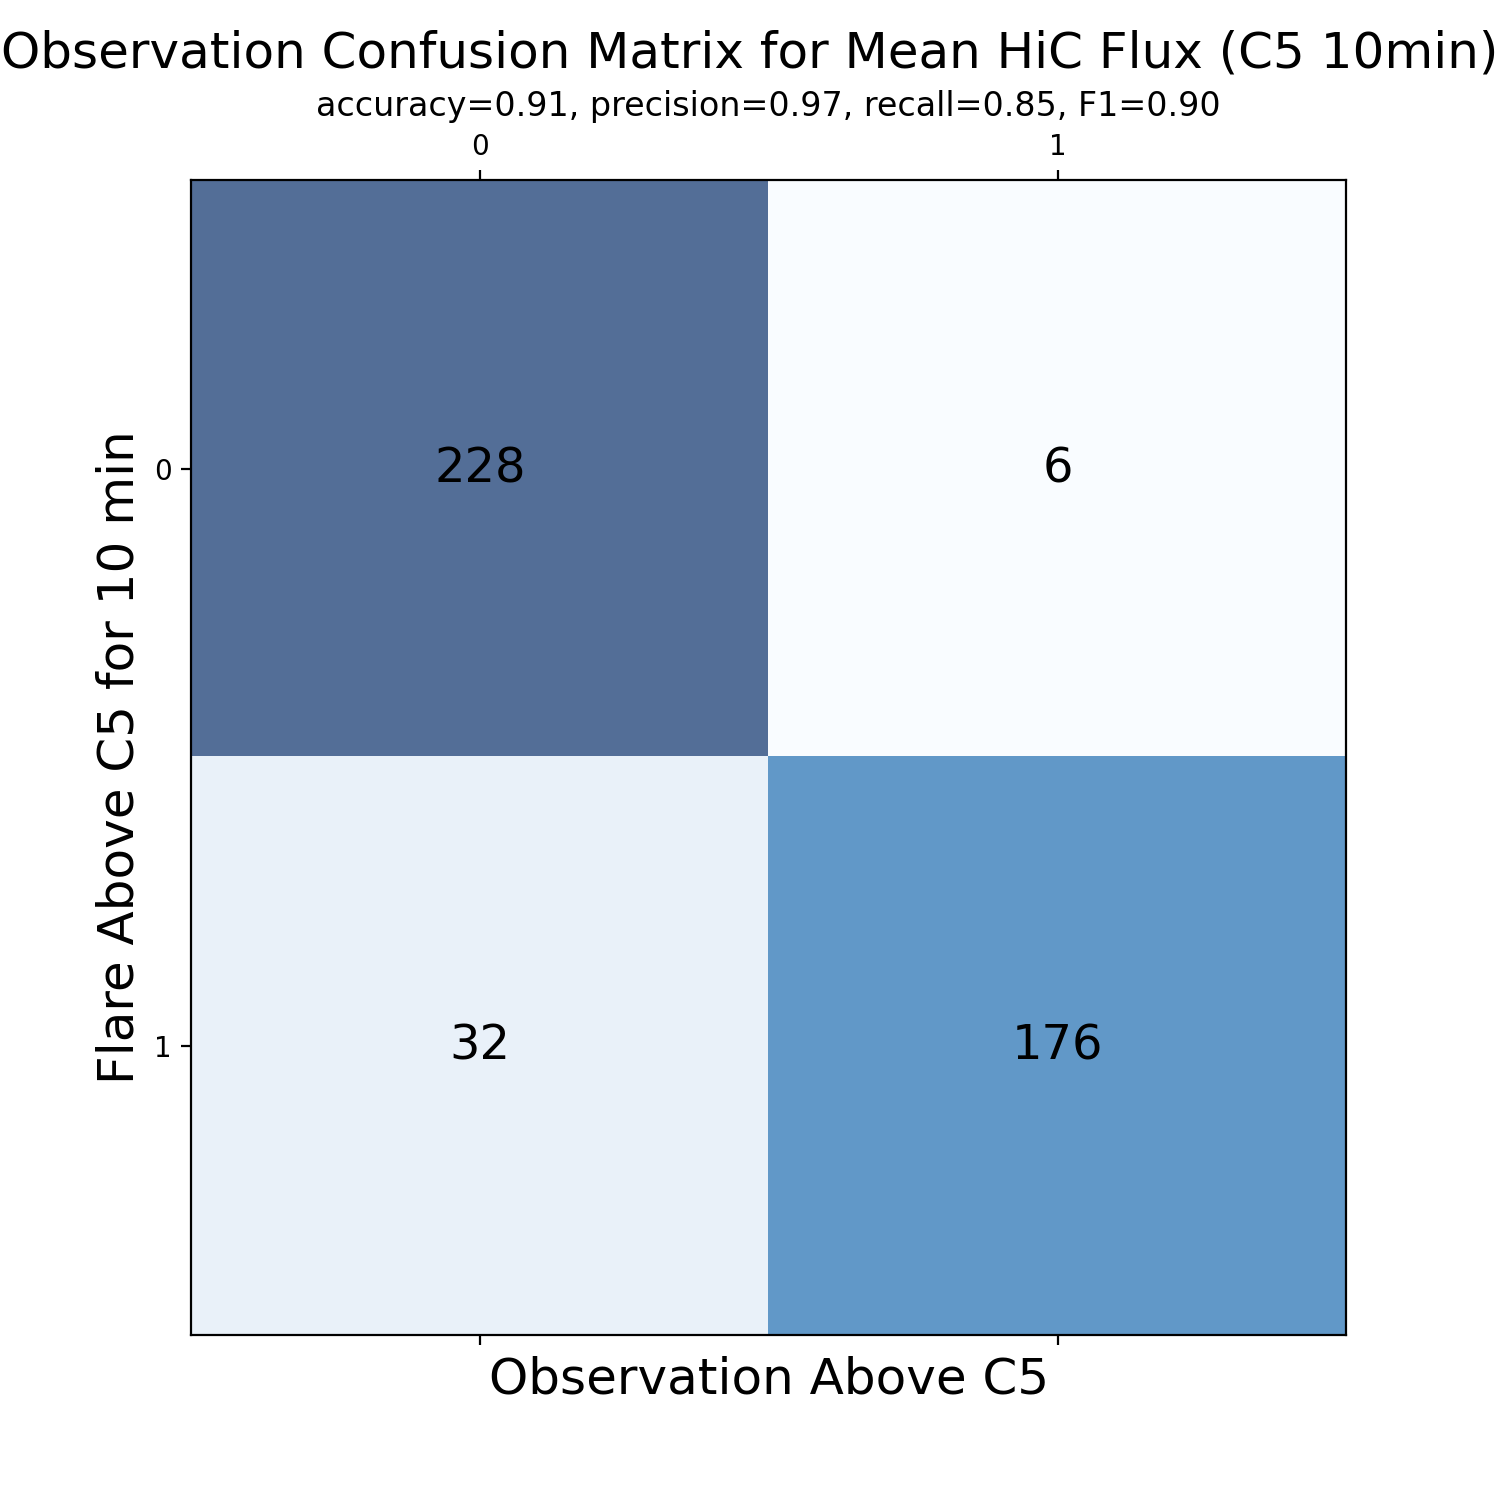 Observation Confusion Matrix for Mean HiC Flux (C5 10min)
accuracy=0.91, precision=0.97, recall=0.85, F1=0.90
0 1
Flare Above C5 for 10 min
0 228 6
1 32 176
Observation Above C5